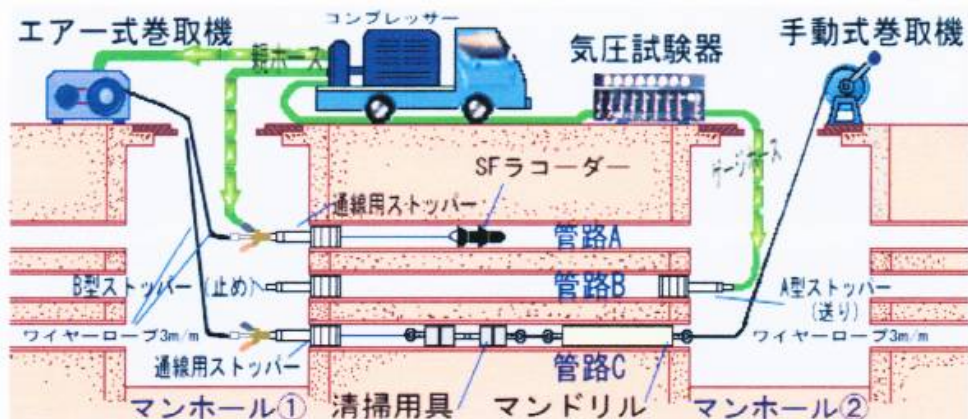 コンプレッサー
エアー式巻取機
親ホース
気圧試験器
手動式巻取機
SFラコーダー
ゲージホース
通線用ストッパー
管路A
B型ストッパー(止め)
管路B
A型ストッパー
(送り)
ワイヤーロープ3m/m
ワイヤーロープ3m/m
通線用ストッパー
管路C
マンホール①
清掃用具
マンドリル
マンホール②